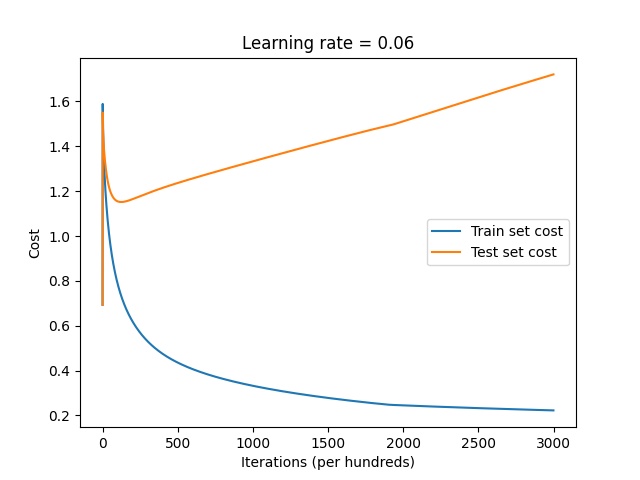 Learning rate = 0.06
Cost
1.6
1.4
1.2
1.0
0.8
0.6
0.4
0.2
Train set cost
Test set cost
0 500 1000 1500 2000 2500 3000
Iterations (per hundreds)